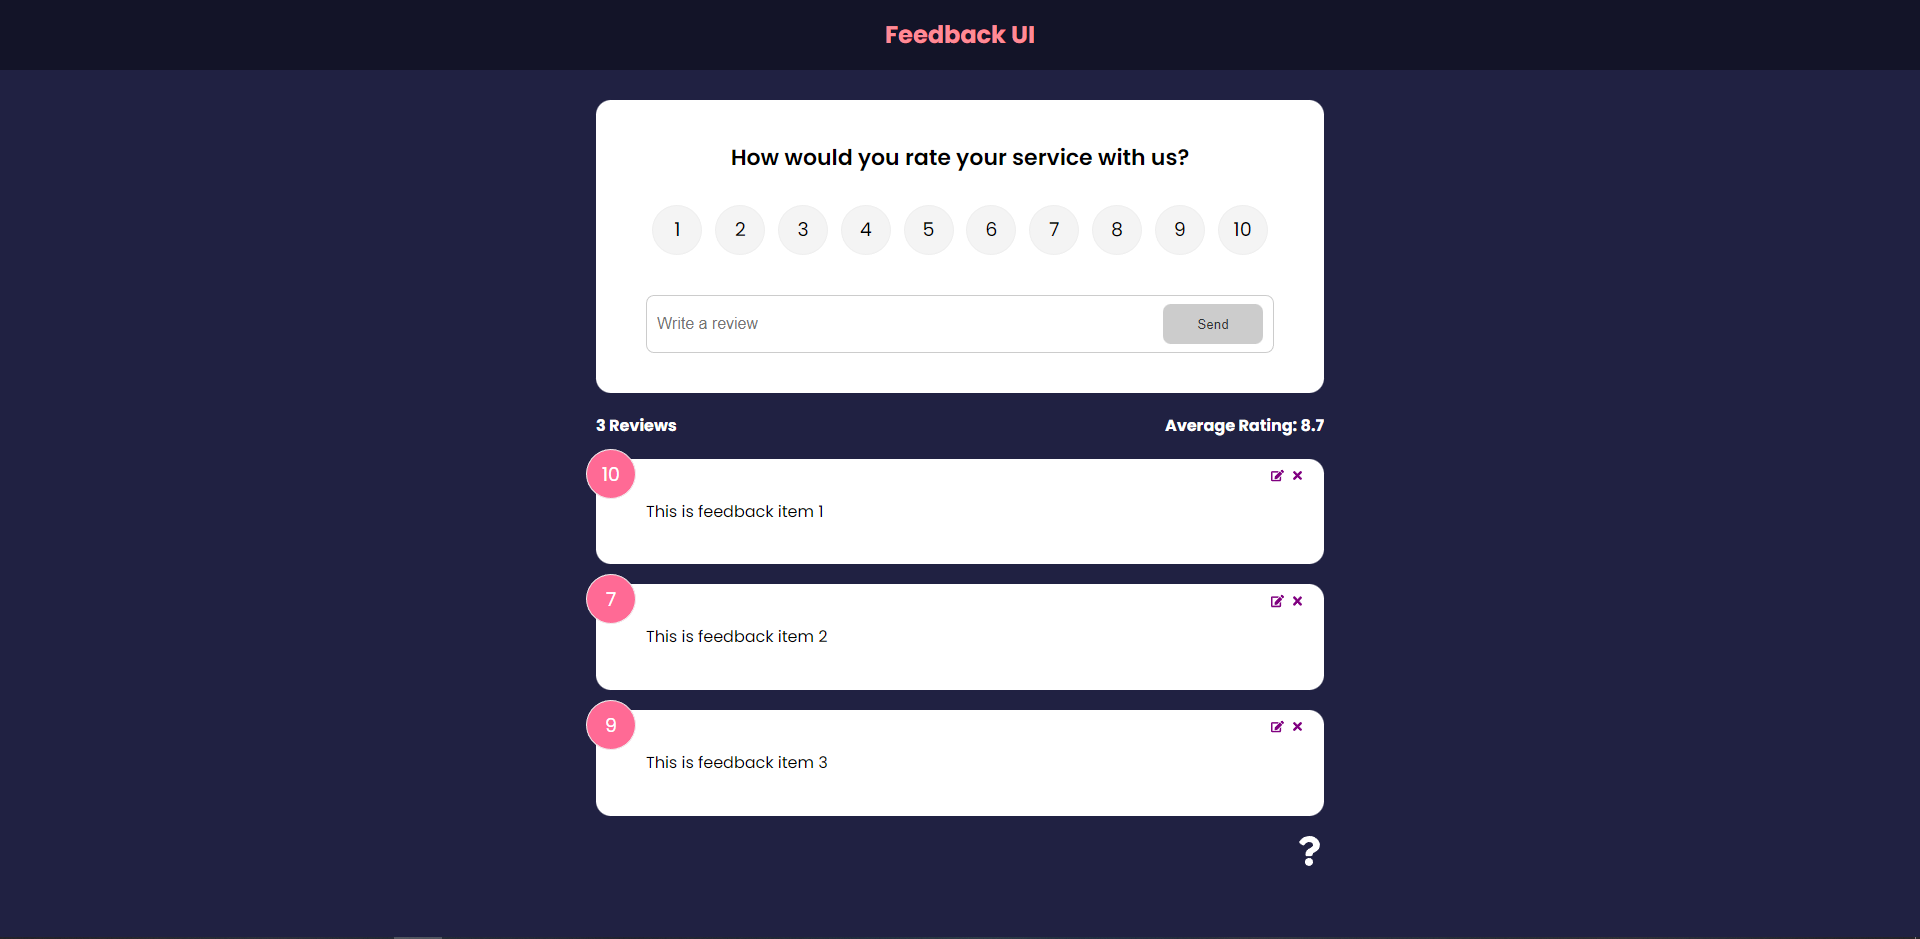 Feedback UI
How would you rate your service with us?
1 2 3 4 5 6 7 8 9 10
Write a review Send
3 Reviews Average Rating: 8.7
10
This is feedback item 1
7
This is feedback item 2
9
This is feedback item 3
?